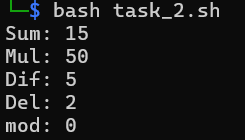 └─$ bash task_2.sh
Sum: 15
Mul: 50
Dif: 5
Del: 2
mod: 0